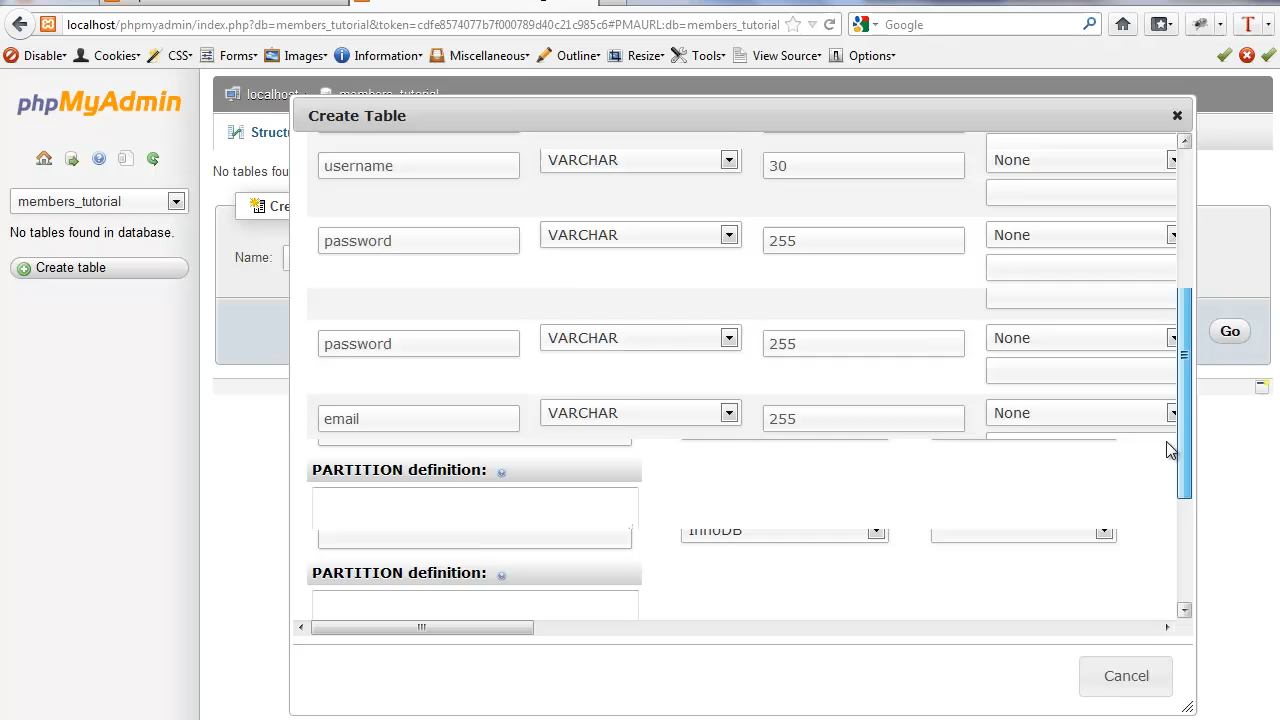 localhost/phpmyadmin/index.php?db=members_tutorial&token=cdfe8574077b7f000789d40c21c985c6#PMAURL:db=members_tutorial
Google
Disable Cookies CSS Forms Images Information Miscellaneous Outline Resize Tools View Source Options
phpMyAdmin
localhost members_tutorial
Create Table
Structu
No tables fou
username VARCHAR 30 None
members_tutorial
Cre
No tables found in database.
password VARCHAR 255 None
Create table
Name:
password VARCHAR 255 None
Go
email VARCHAR 255 None
PARTITION definition:
InnoDB
PARTITION definition:
Cancel